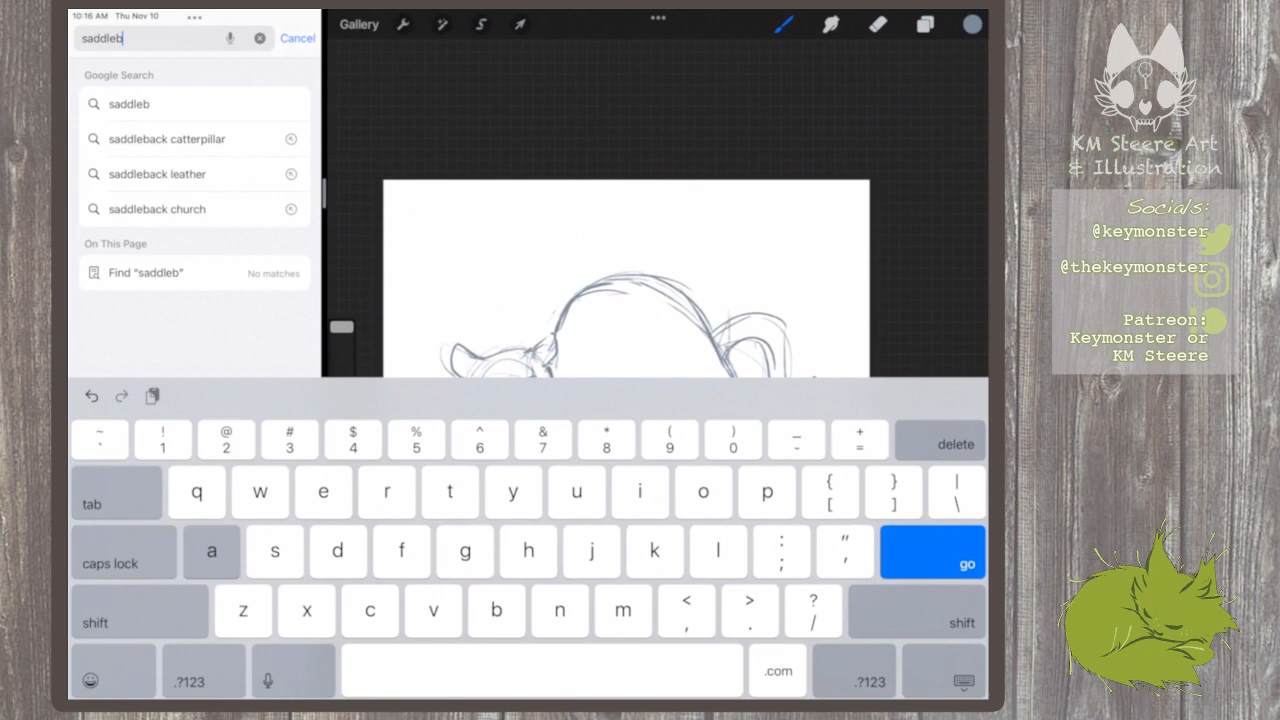 10:16 AM Thu Nov 10
saddleb
Cancel
Google Search
saddleb
saddleback catterpillar
saddleback leather
saddleback church
On This Page
Find “saddleb”
No matches
Gallery
KM Steere Art
& Illustration
Socials:
@keymonster
@thekeymonster
Patreon:
Keymonster or
KM Steere
~ ! @ # $ % ^ & * ( ) _ +
` 1 2 3 4 5 6 7 8 9 0 - = delete
tab q w e r t y u i o p { [ } ] | \
caps lock a s d f g h j k l : ; " ' go
shift z x c v b n m < , > . ? / shift
.?123 .com .?123